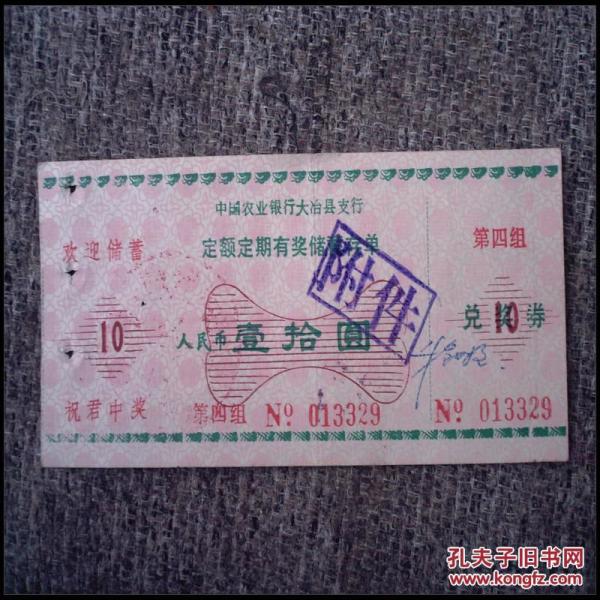 中国农业银行大冶县支行
欢迎储蓄
定额定期有奖储蓄存单
第四组
附件
10
人民币 壹拾圆
兑奖券
10
祝君中奖
第四组 No 013329
No 013329
孔夫子旧书网
www.kongfz.com